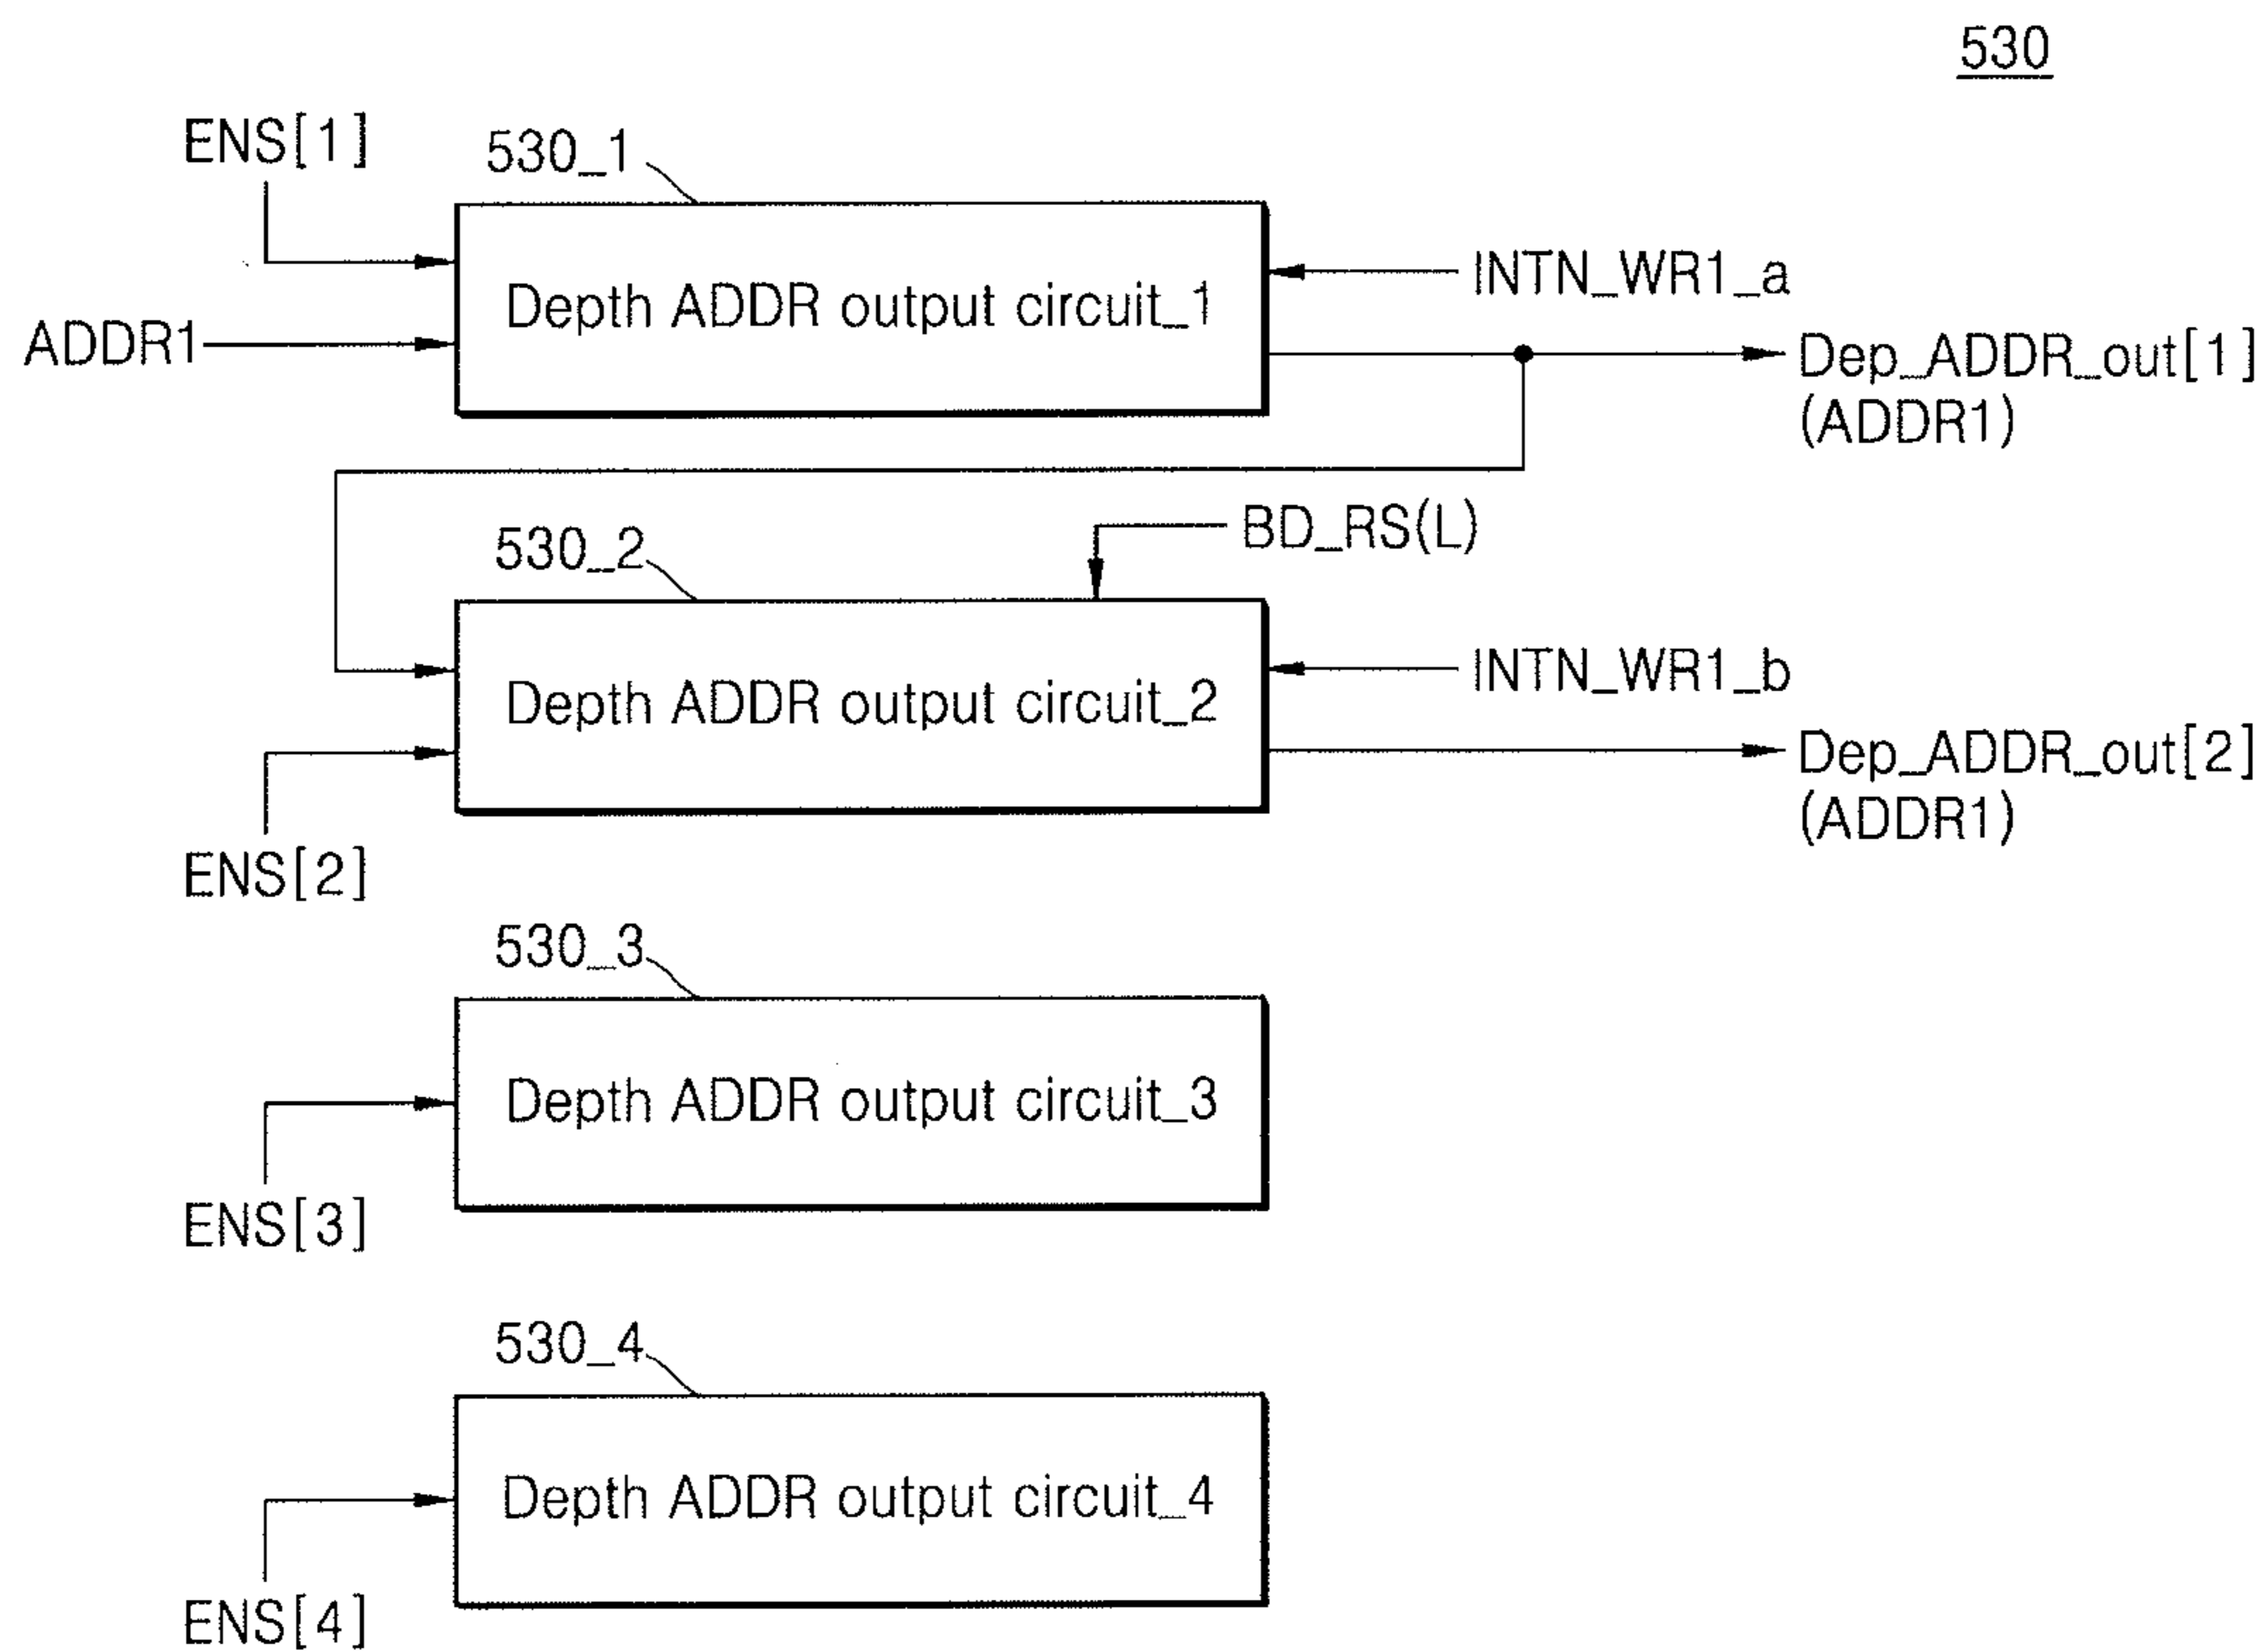 530
ENS[1]
530_1
INTN_WR1_a
Depth ADDR output circuit_1
ADDR1
Dep_ADDR_out[1]
(ADDR1)
BD_RS(L)
530_2
INTN_WR1_b
Depth ADDR output circuit_2
Dep_ADDR_out[2]
(ADDR1)
ENS[2]
530_3
Depth ADDR output circuit_3
ENS[3]
530_4
Depth ADDR output circuit_4
ENS[4]